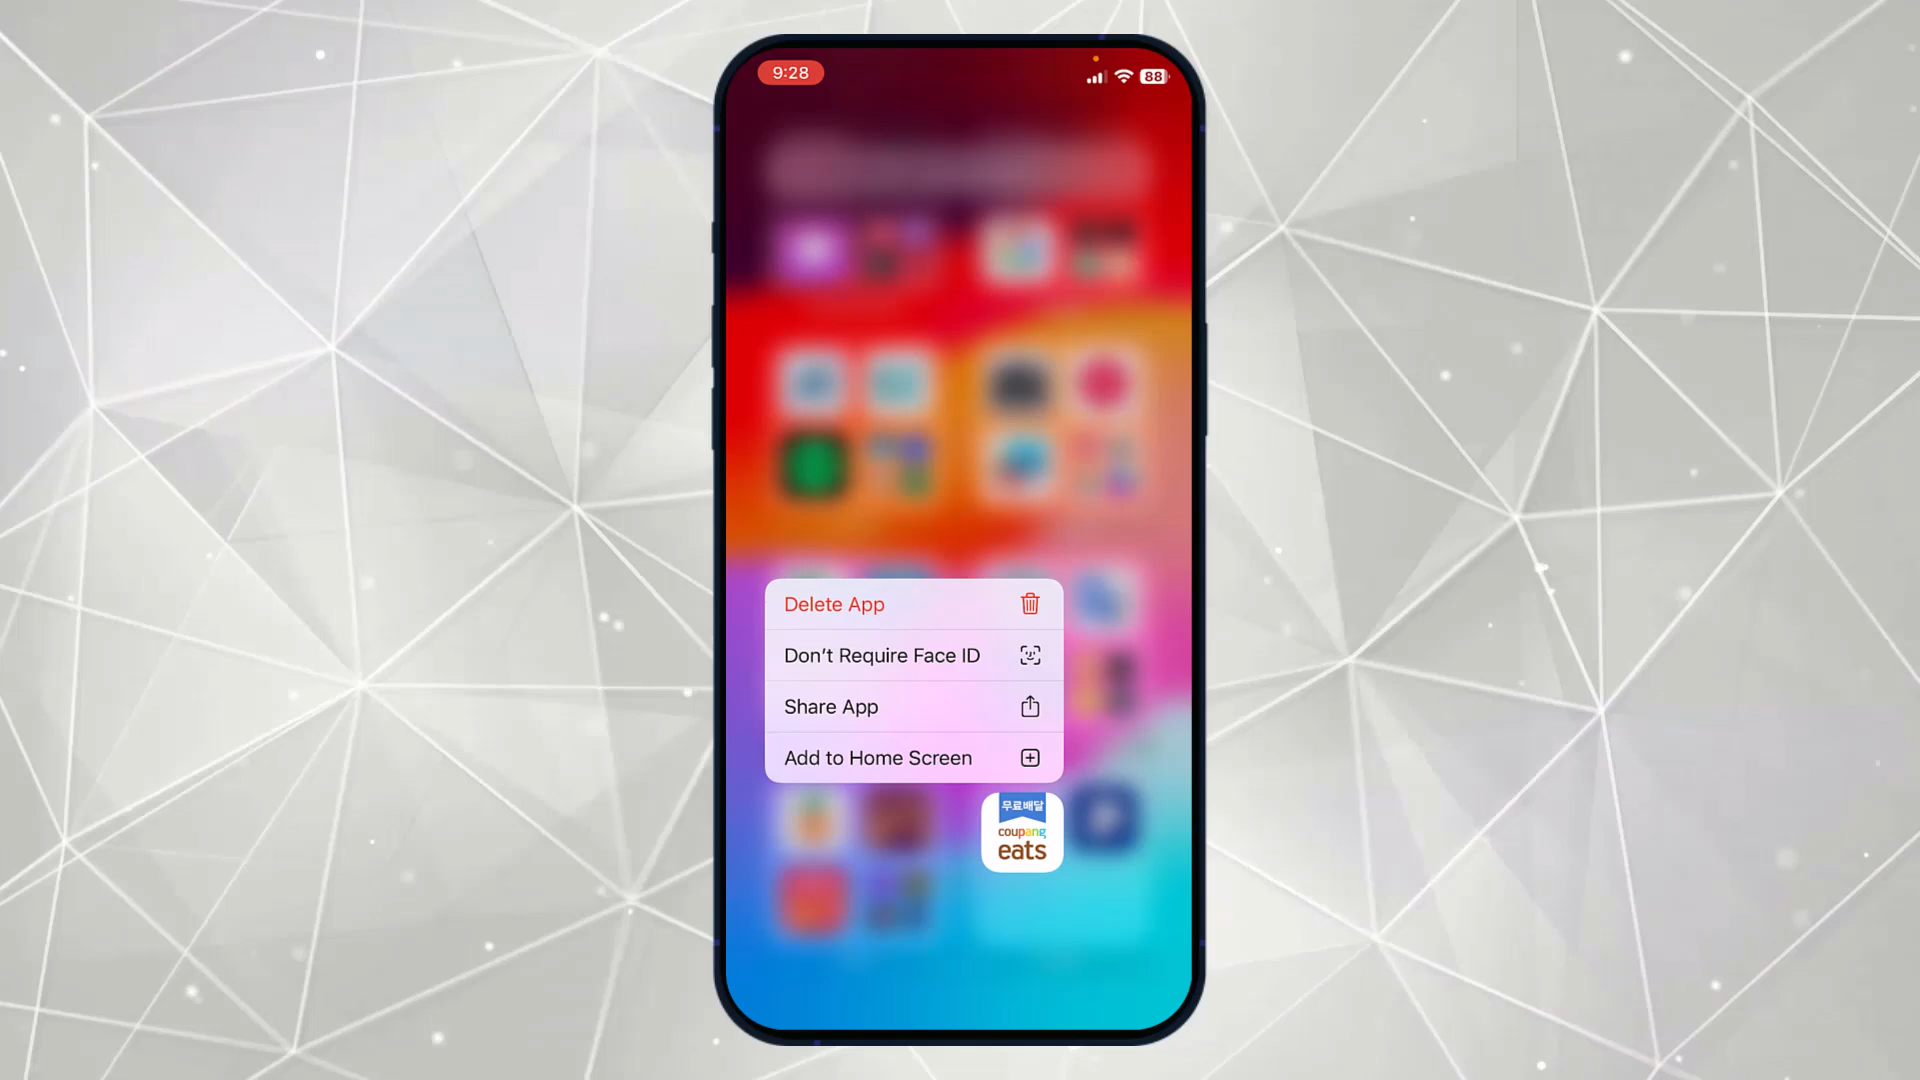 9:28
88
Delete App
Don’t Require Face ID
Share App
Add to Home Screen
무료배달
coupang
eats